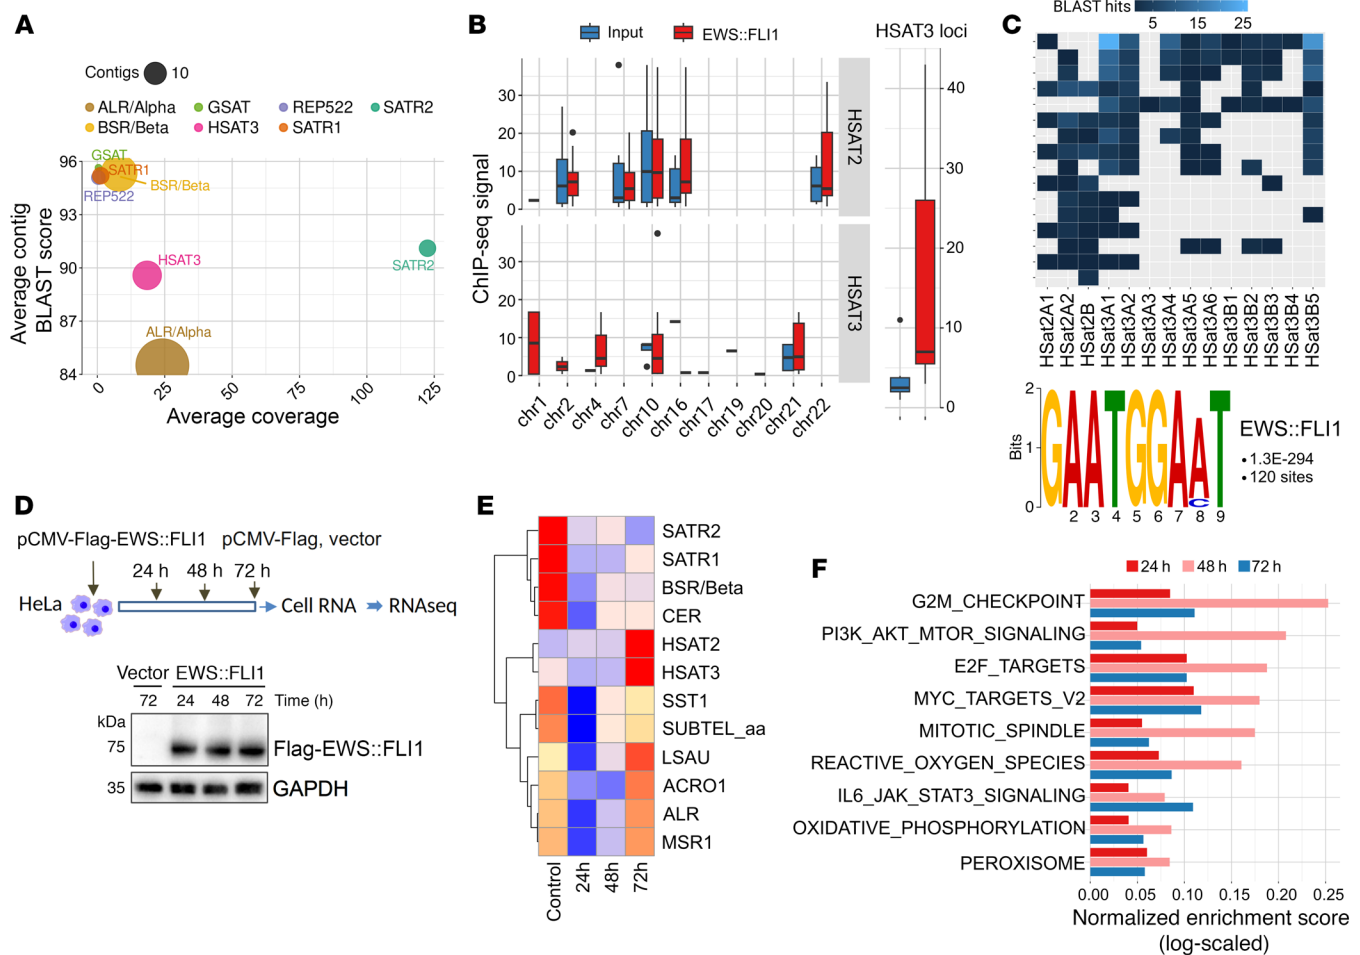 A
Contigs 10
ALR/Alpha GSAT REP522 SATR2
BSR/Beta HSAT3 SATR1
96
93
90
87
84
Average contig
BLAST score
GSAT
SATR1
BSR/Beta
REP522
HSAT3
SATR2
ALR/Alpha
0 25 50 75 100 125
Average coverage
B
Input EWS::FLI1
HSAT3 loci
ChIP-seq signal
30
20
10
0
HSAT2
30
20
10
0
HSAT3
40
30
20
10
0
chr1 chr2 chr4 chr7 chr10 chr16 chr17 chr19 chr20 chr21 chr22
C
BLAST hits
5 15 25
HSat2A1 HSat2A2 HSat2B HSat3A1 HSat3A2 HSat3A3 HSat3A4 HSat3A5 HSat3A6 HSat3B1 HSat3B2 HSat3B3 HSat3B4 HSat3B5
2
1
0
Bits
GAATGGAAT
C
2 3 4 5 6 7 8 9
EWS::FLI1
• 1.3E-294
• 120 sites
D
pCMV-Flag-EWS::FLI1 pCMV-Flag, vector
24 h 48 h 72 h
HeLa Cell RNA RNAseq
Vector EWS::FLI1
72 24 48 72 Time (h)
kDa
75 Flag-EWS::FLI1
35 GAPDH
E
SATR2
SATR1
BSR/Beta
CER
HSAT2
HSAT3
SST1
SUBTEL_aa
LSAU
ACRO1
ALR
MSR1
Control 24h 48h 72h
F
24 h 48 h 72 h
G2M_CHECKPOINT
PI3K_AKT_MTOR_SIGNALING
E2F_TARGETS
MYC_TARGETS_V2
MITOTIC_SPINDLE
REACTIVE_OXYGEN_SPECIES
IL6_JAK_STAT3_SIGNALING
OXIDATIVE_PHOSPHORYLATION
PEROXISOME
0.00 0.05 0.10 0.15 0.20 0.25
Normalized enrichment score
(log-scaled)